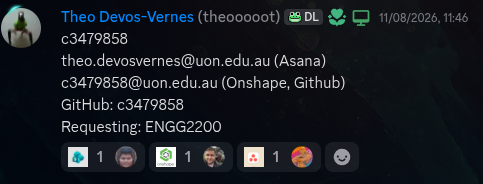 Theo Devos-Vernes (theooooot) DL 11/08/2026, 11:46
c3479858
theo.devosvernes@uon.edu.au (Asana)
c3479858@uon.edu.au (Onshape, Github)
GitHub: c3479858
Requesting: ENGG2200
1 1 1